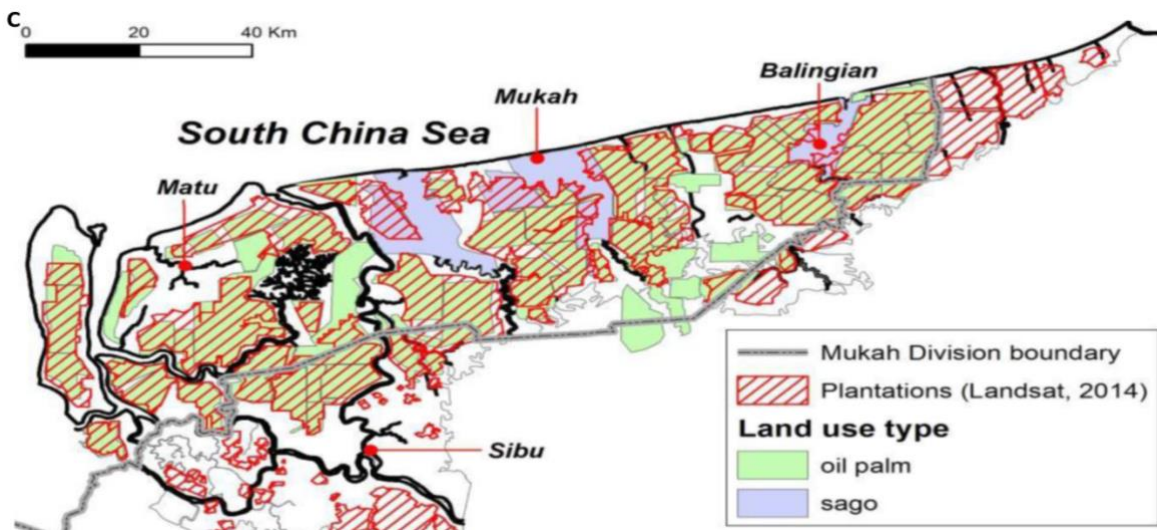 C
0 20 40 Km
Balingian
Mukah
South China Sea
Matu
Mukah Division boundary
Plantations (Landsat, 2014)
Land use type
oil palm
sago
Sibu